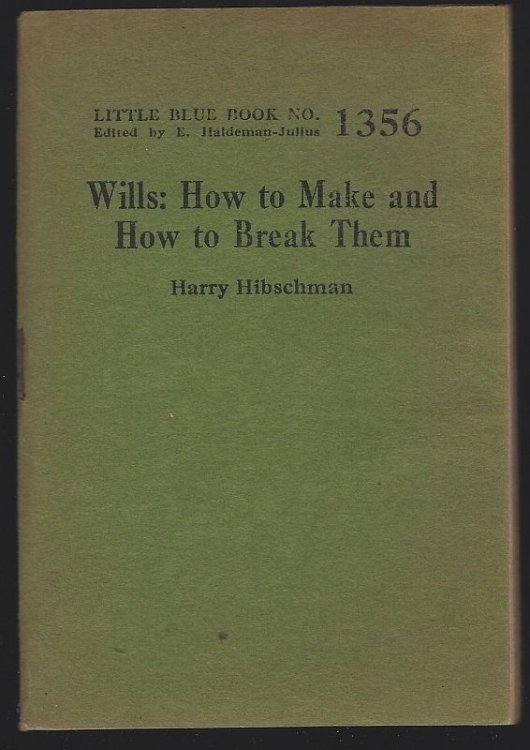 LITTLE BLUE BOOK NO. 1356
Edited by E. Haldeman-Julius
Wills: How to Make and
How to Break Them
Harry Hibschman